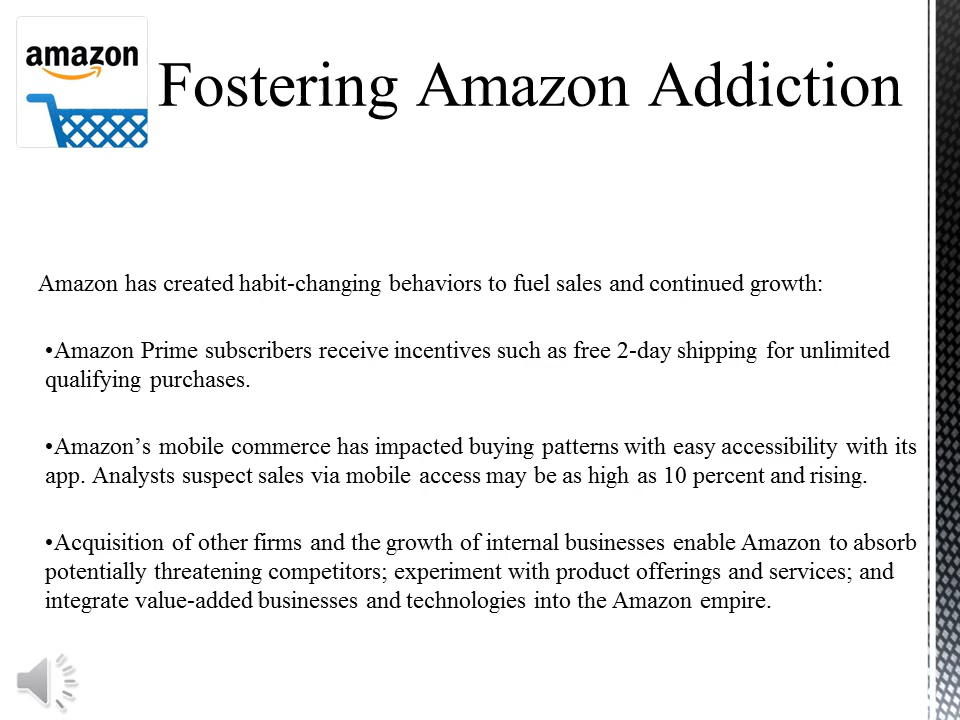 amazon
Fostering Amazon Addiction
Amazon has created habit-changing behaviors to fuel sales and continued growth:
•Amazon Prime subscribers receive incentives such as free 2-day shipping for unlimited
qualifying purchases.
•Amazon’s mobile commerce has impacted buying patterns with easy accessibility with its
app. Analysts suspect sales via mobile access may be as high as 10 percent and rising.
•Acquisition of other firms and the growth of internal businesses enable Amazon to absorb
potentially threatening competitors; experiment with product offerings and services; and
integrate value-added businesses and technologies into the Amazon empire.